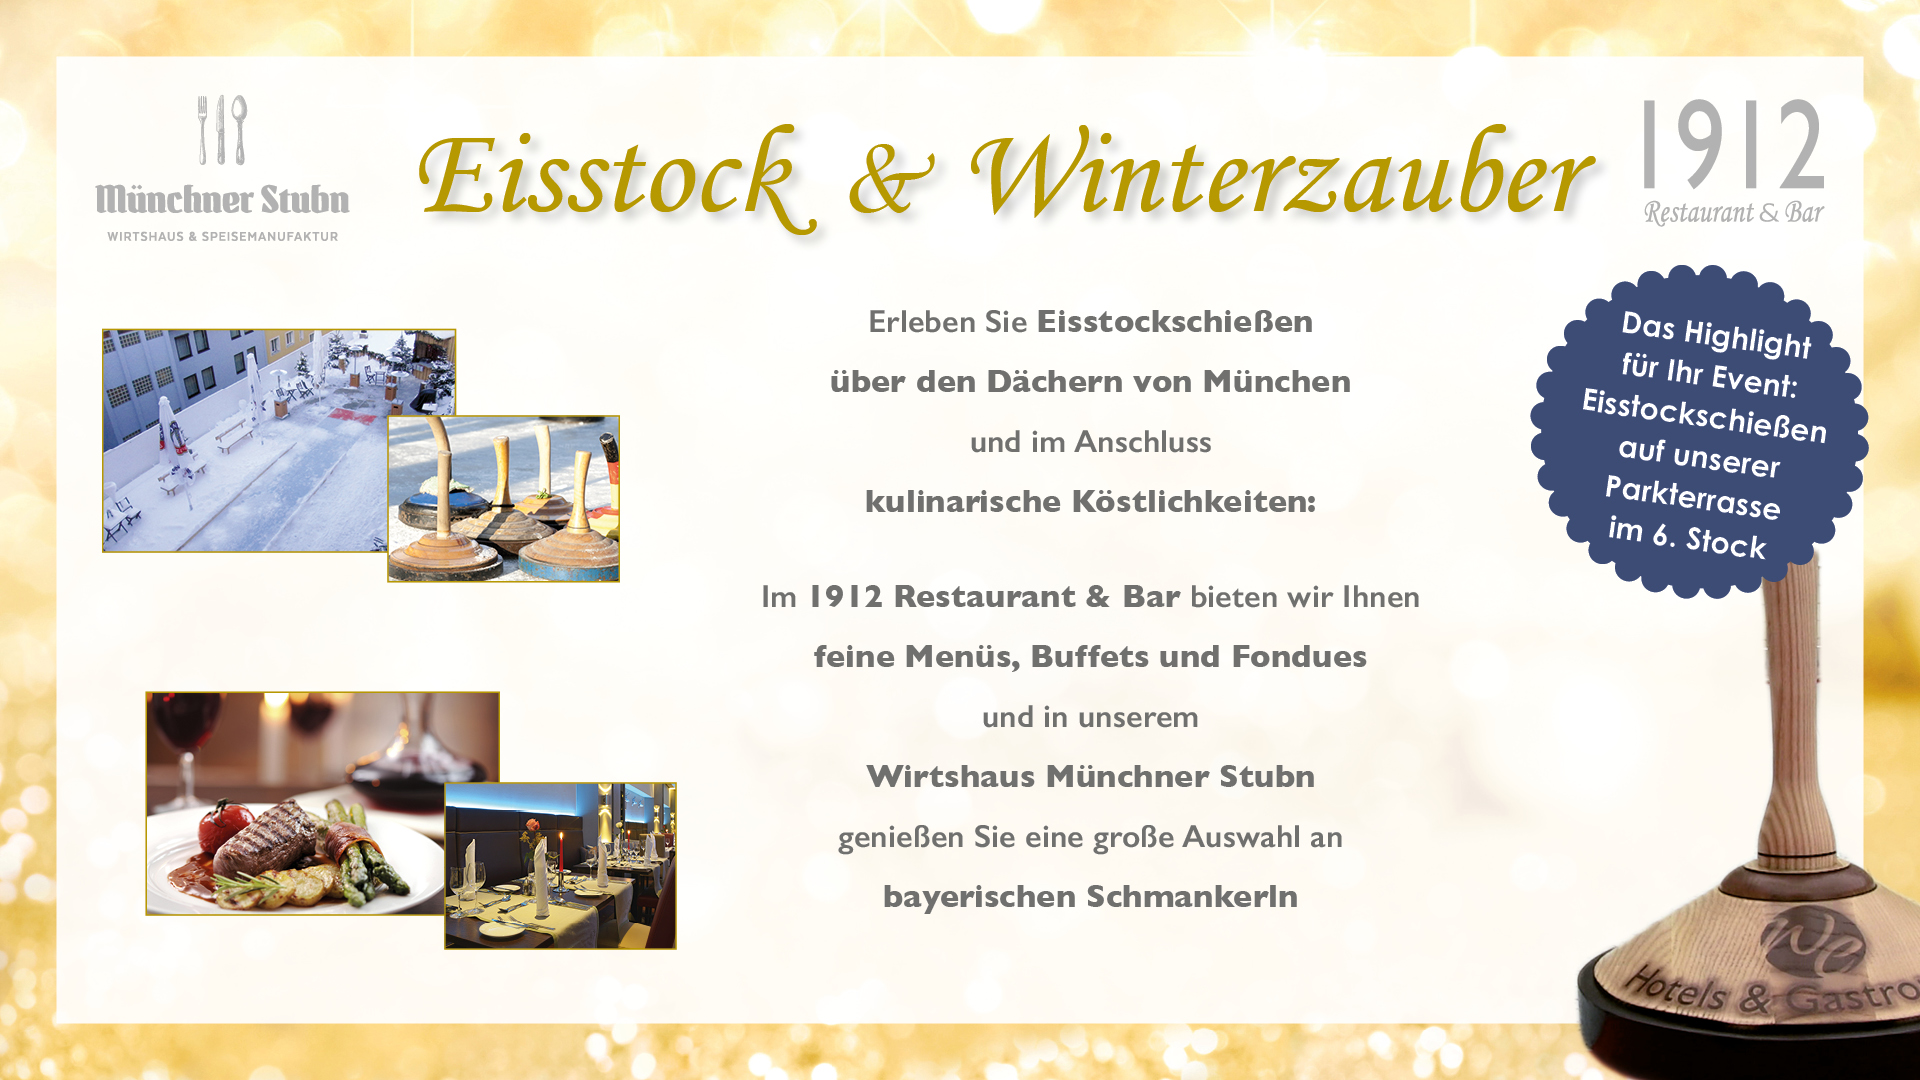 Münchner Stubn
WIRTSHAUS & SPEISEMANUFAKTUR
Eisstock & Winterzauber
1912
Restaurant & Bar
Erleben Sie Eisstockschießen
über den Dächern von München
und im Anschluss
kulinarische Köstlichkeiten:
Im 1912 Restaurant & Bar bieten wir Ihnen
feine Menüs, Buffets und Fondues
und in unserem
Wirtshaus Münchner Stubn
genießen Sie eine große Auswahl an
bayerischen Schmankerln
Das Highlight
für Ihr Event:
Eisstockschießen
auf unserer
Parkterrasse
im 6. Stock
Hotels & Gastro